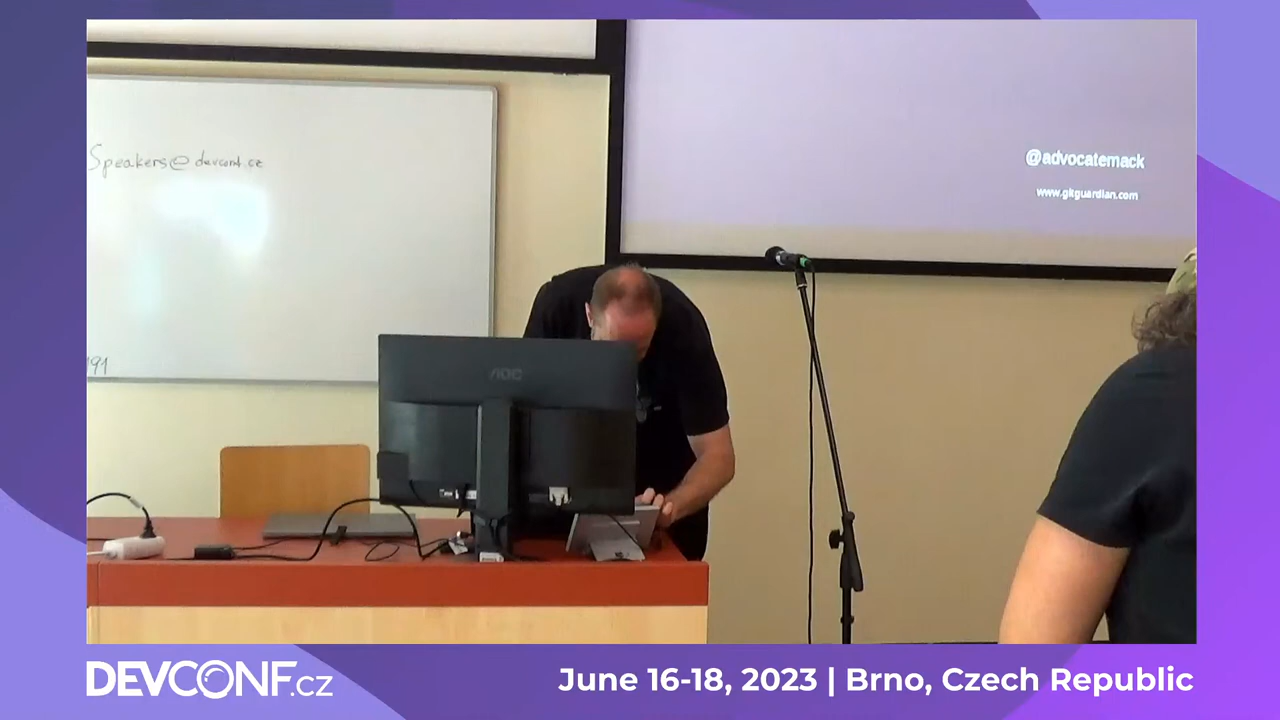 Speakers@devconf.cz
@advocatemack
www.gitguardian.com
191
AOC
DEVCONF.CZ
June 16-18, 2023 | Brno, Czech Republic